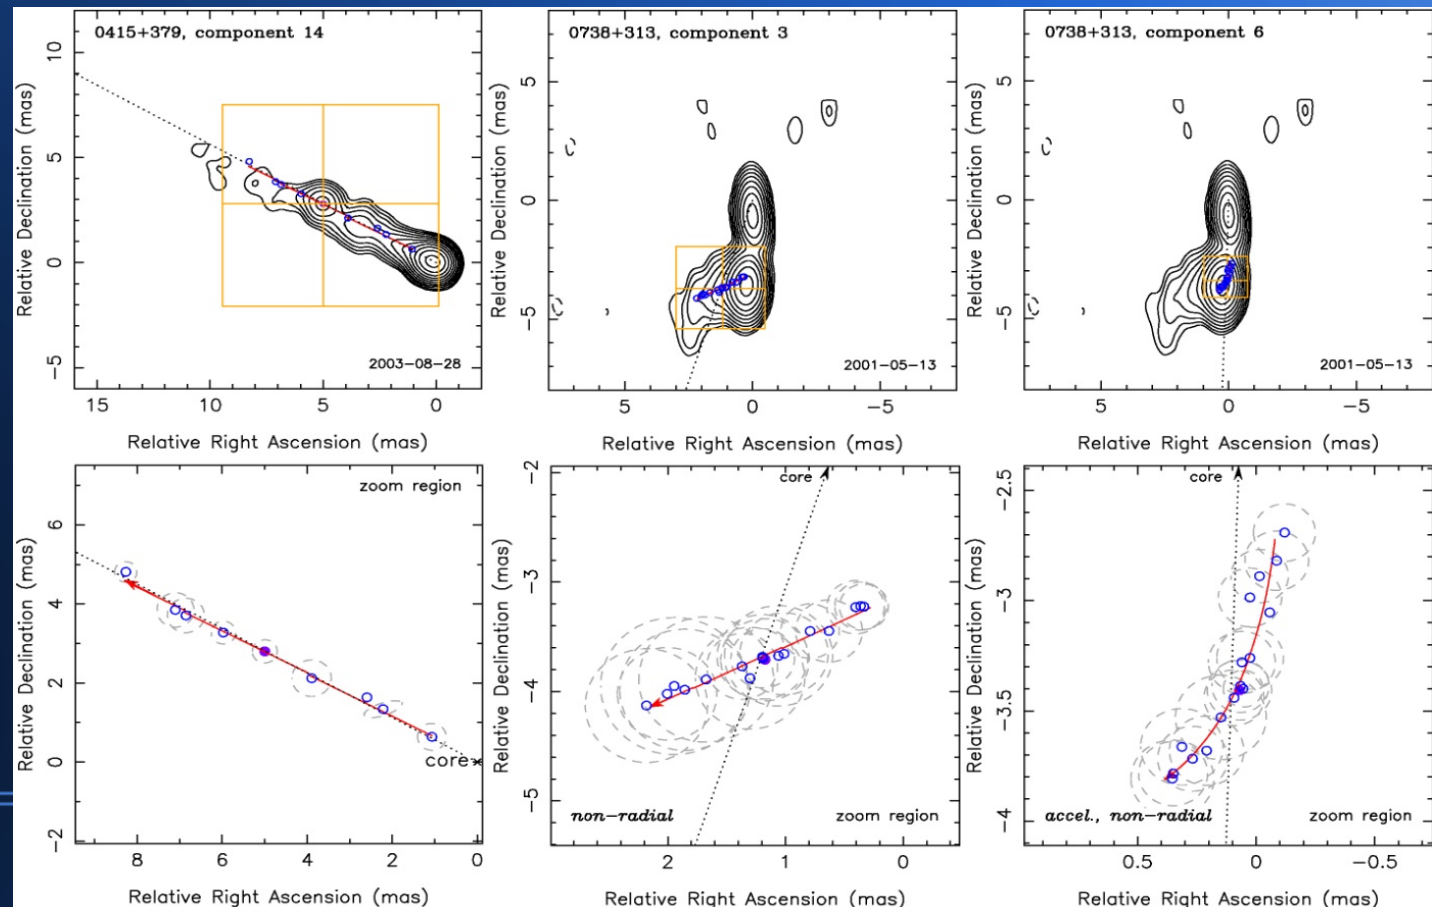 0415+379, component 14
Relative Declination (mas)
10
5
0
−5
2003−08−28
15
10
5
0
Relative Right Ascension (mas)
0738+313, component 3
Relative Declination (mas)
5
0
−5
2001−05−13
5
0
−5
Relative Right Ascension (mas)
0738+313, component 6
Relative Declination (mas)
5
0
−5
2001−05−13
5
0
−5
Relative Right Ascension (mas)
zoom region
Relative Declination (mas)
6
4
2
0
−2
core
8
6
4
2
0
Relative Right Ascension (mas)
core
Relative Declination (mas)
−2
−3
−4
−5
non−radial
zoom region
2
1
0
Relative Right Ascension (mas)
core
Relative Declination (mas)
−2.5
−3
−3.5
−4
accel., non−radial
zoom region
0.5
0
−0.5
Relative Right Ascension (mas)